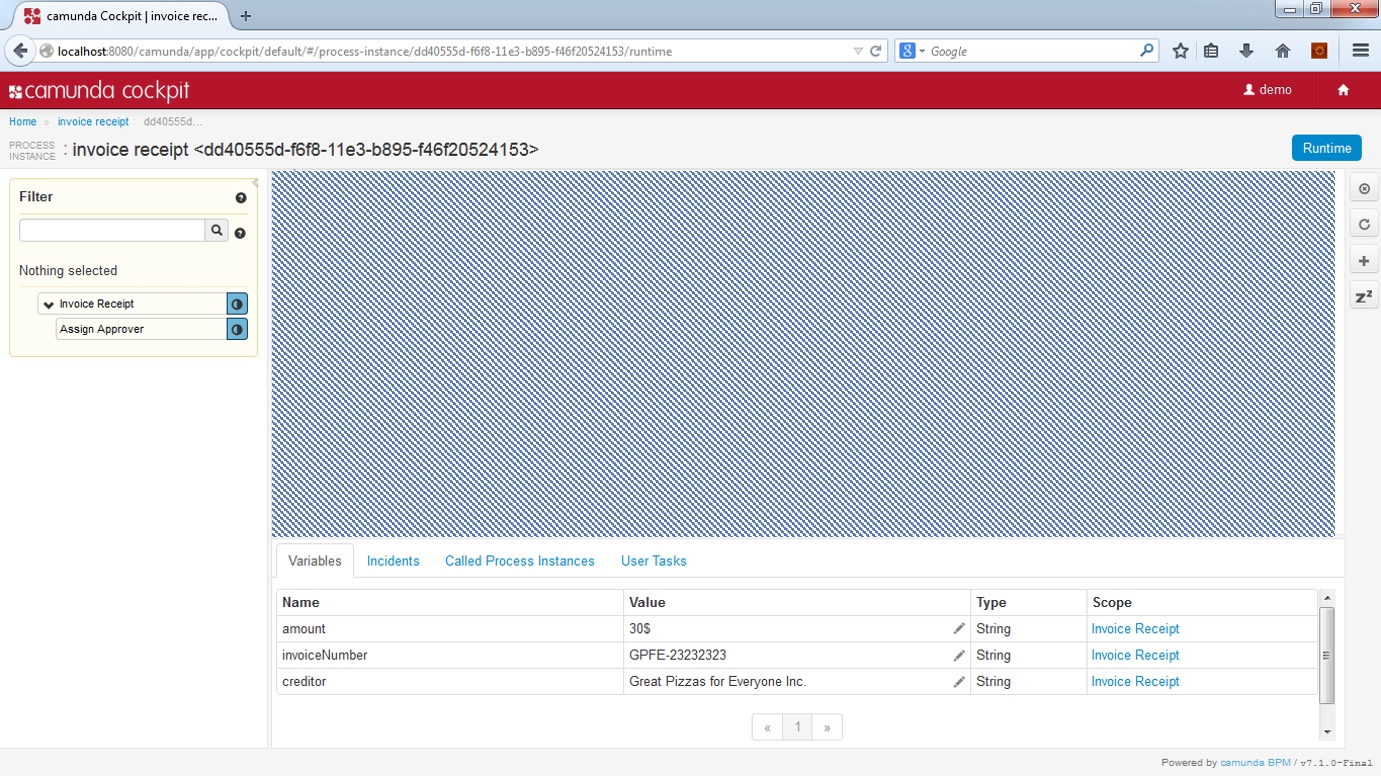 camunda Cockpit | invoice rec...
localhost:8080/camunda/app/cockpit/default/#/process-instance/dd40555d-f6f8-11e3-b895-f46f20524153/runtime
Google
camunda cockpit
demo
Home » invoice receipt : dd40555d...
PROCESS INSTANCE : invoice receipt <dd40555d-f6f8-11e3-b895-f46f20524153>
Runtime
Filter
Nothing selected
Invoice Receipt
Assign Approver
zz
Variables Incidents Called Process Instances User Tasks
Name Value Type Scope
amount 30$ String Invoice Receipt
invoiceNumber GPFE-23232323 String Invoice Receipt
creditor Great Pizzas for Everyone Inc. String Invoice Receipt
« 1 »
Powered by camunda BPM / v7.1.0-Final